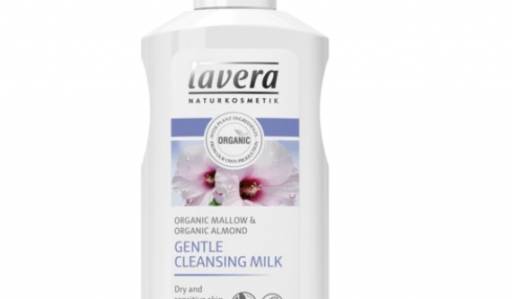 lavera
NATURKOSMETIK
ORGANIC
ORGANIC MALLOW &
ORGANIC ALMOND
GENTLE
CLEANSING MILK
Dry and
sensitive skin